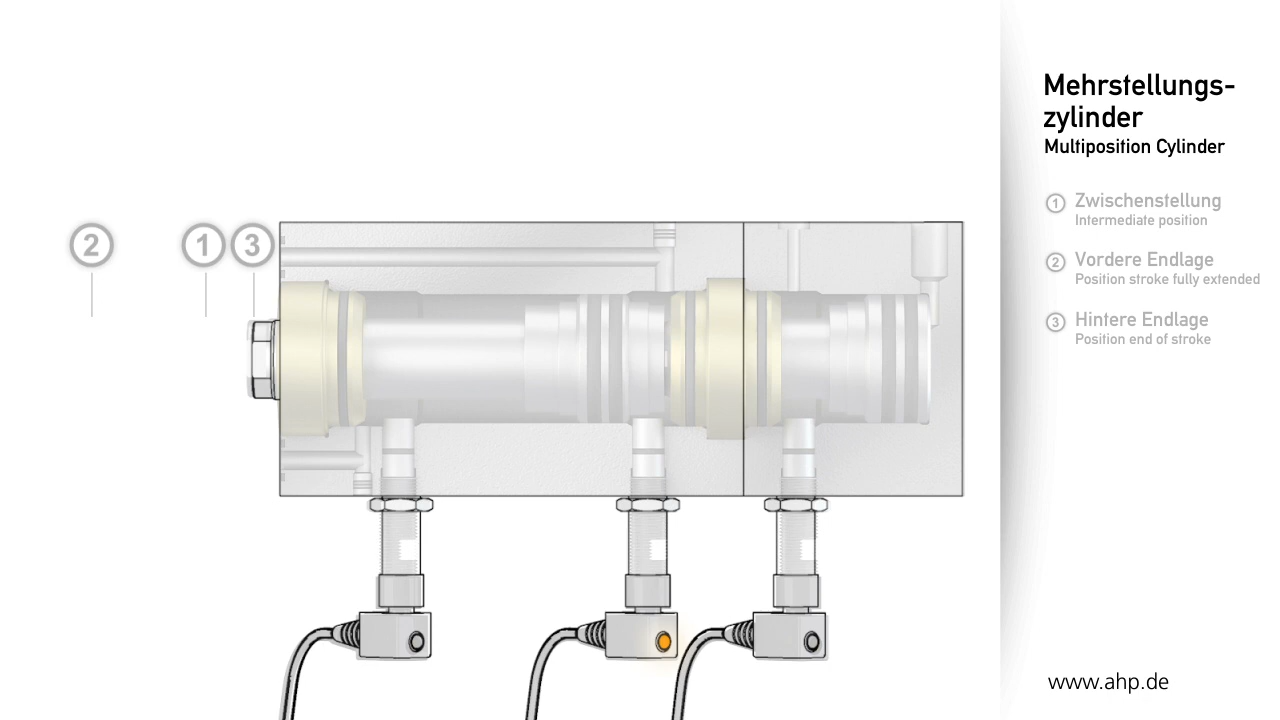 Mehrstellungs-
zylinder
Multiposition Cylinder
2 1 3
1 Zwischenstellung
Intermediate position
2 Vordere Endlage
Position stroke fully extended
3 Hintere Endlage
Position end of stroke
www.ahp.de